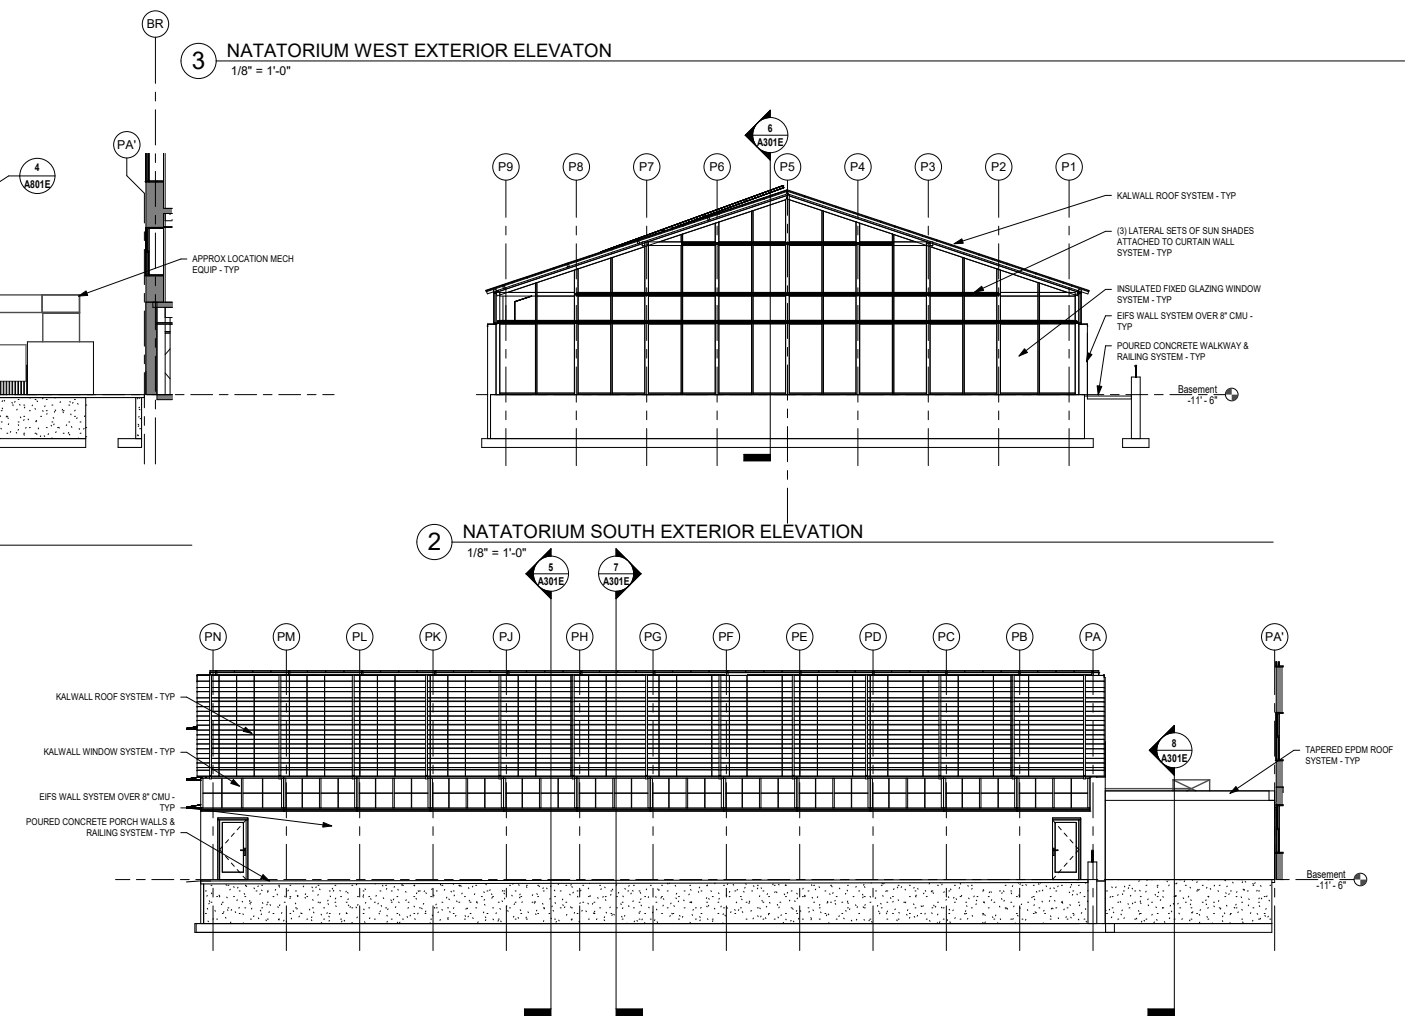 BR
3
NATATORIUM WEST EXTERIOR ELEVATON
1/8" = 1'-0"
PA'
4
A801E
APPROX LOCATION MECH
EQUIP - TYP
6
A301E
P9
P8
P7
P6
P5
P4
P3
P2
P1
KALWALL ROOF SYSTEM - TYP
(3) LATERAL SETS OF SUN SHADES
ATTACHED TO CURTAIN WALL
SYSTEM - TYP
INSULATED FIXED GLAZING WINDOW
SYSTEM - TYP
EIFS WALL SYSTEM OVER 8" CMU -
TYP
POURED CONCRETE WALKWAY &
RAILING SYSTEM - TYP
Basement
-11' - 6"
2
NATATORIUM SOUTH EXTERIOR ELEVATION
1/8" = 1'-0"
5
A301E
7
A301E
PN
PM
PL
PK
PJ
PH
PG
PF
PE
PD
PC
PB
PA
PA'
KALWALL ROOF SYSTEM - TYP
KALWALL WINDOW SYSTEM - TYP
EIFS WALL SYSTEM OVER 8" CMU -
TYP
POURED CONCRETE PORCH WALLS &
RAILING SYSTEM - TYP
8
A301E
TAPERED EPDM ROOF
SYSTEM - TYP
Basement
-11' - 6"